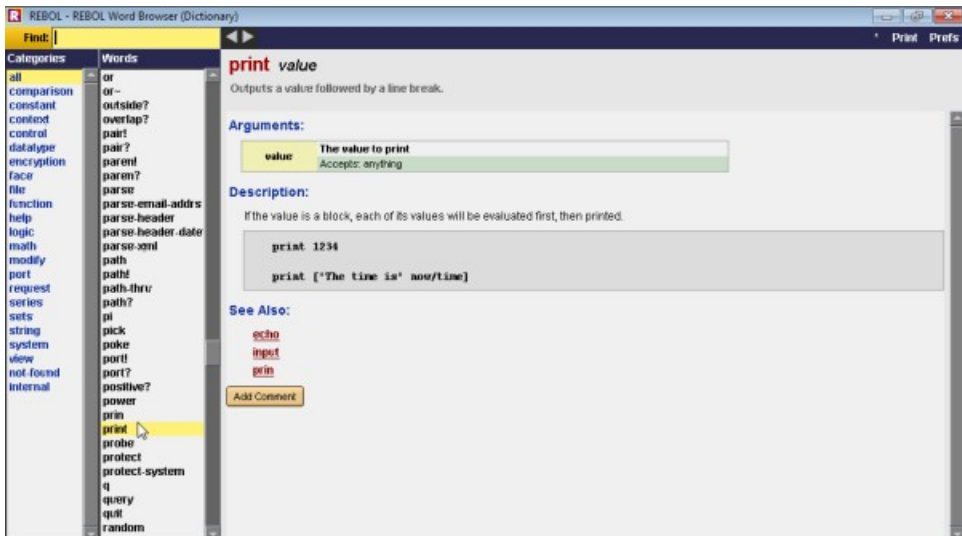 REBOL - REBOL Word Browser (Dictionary)
Find:
Print Prefs
Categories
all
comparison
constant
context
control
datatype
encryption
face
file
function
help
logic
math
modify
port
request
series
sets
string
system
view
not-found
internal
Words
or
or~
outside?
overlap?
pair!
pair?
paren!
paren?
parse
parse-email-addrs
parse-header
parse-header-date
parse-xml
path
path!
path-thru
path?
pi
pick
poke
port!
port?
positive?
power
prin
print
probe
protect
protect-system
q
query
quit
random
print value
Outputs a value followed by a line break.
Arguments:
value
The value to print
Accepts: anything
Description:
If the value is a block, each of its values will be evaluated first, then printed.
print 1234
print ["The time is" now/time]
See Also:
echo
input
prin
Add Comment